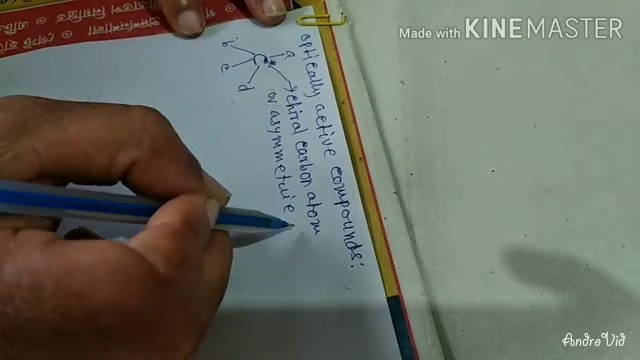 Made with KINEMASTER
optically active compounds:
a
b
c
d
chiral carbon atom
or asymmetric
AndroVid